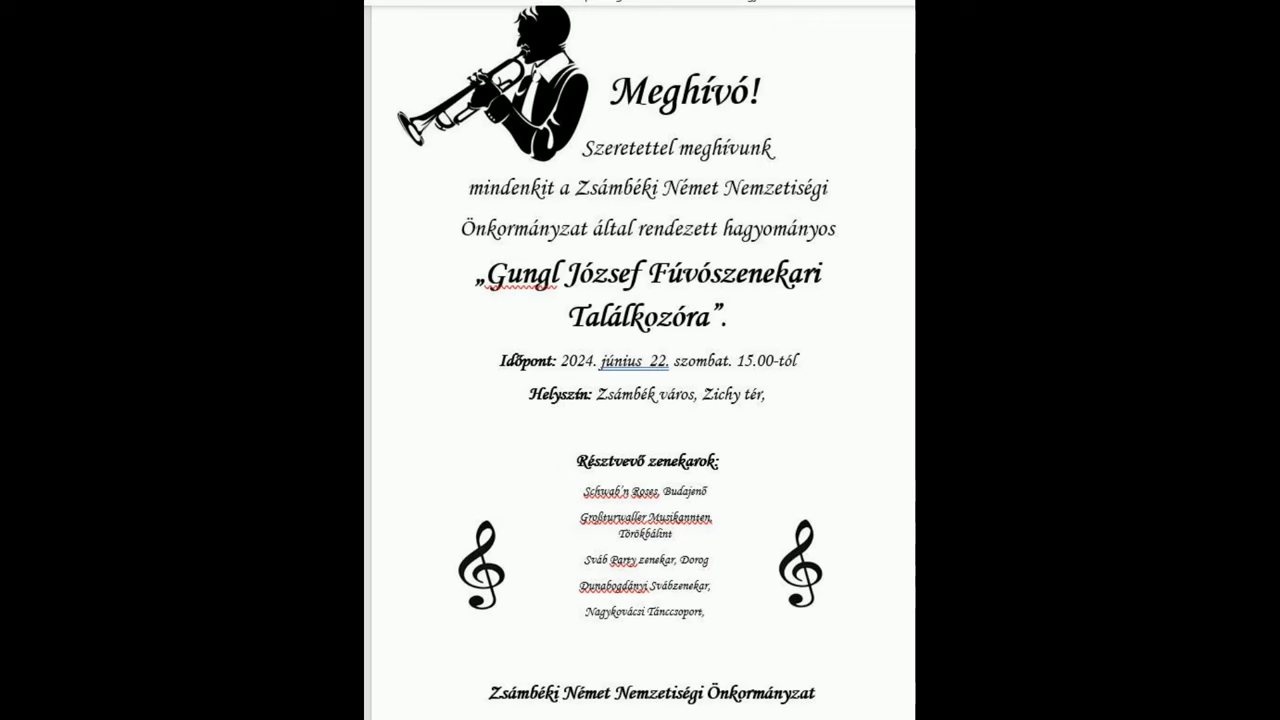 Meghívó!
Szeretettel meghívunk
mindenkit a Zsámbéki Német Nemzetiségi
Önkormányzat által rendezett hagyományos
„Gungl József Fúvószenekari
Találkozóra”.
Időpont: 2024. június 22. szombat. 15.00-tól
Helyszín: Zsámbék város, Zichy tér,
Résztvevő zenekarok:
Schwab'n Roses, Budajenő
Großturwaller Musikannten,
Törökbálint
Sváb Party zenekar, Dorog
Dunabogdányi Svábzenekar,
Nagykovácsi Tánccsoport,
Zsámbéki Német Nemzetiségi Önkormányzat